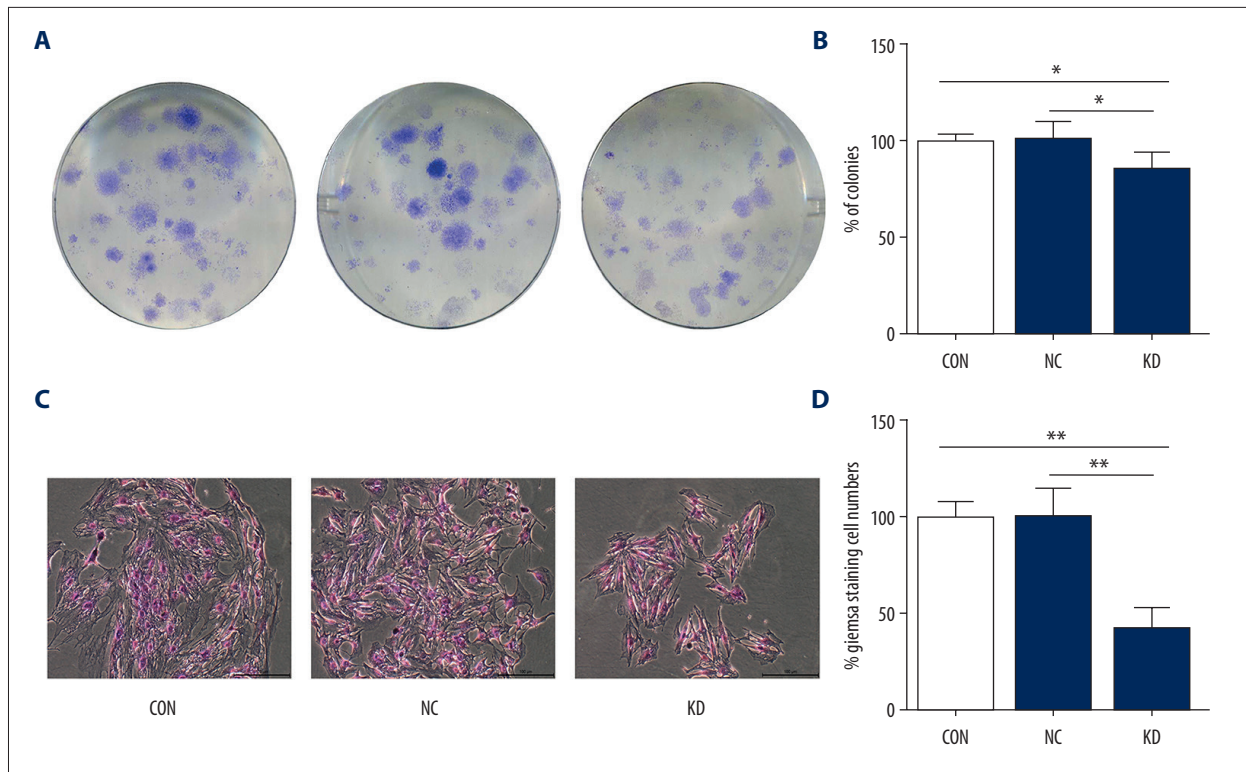 A
B
150
100
50
0
% of colonies
*
*
CON
NC
KD
C
CON
NC
KD
D
150
100
50
0
% giemsa staining cell numbers
**
**
CON
NC
KD